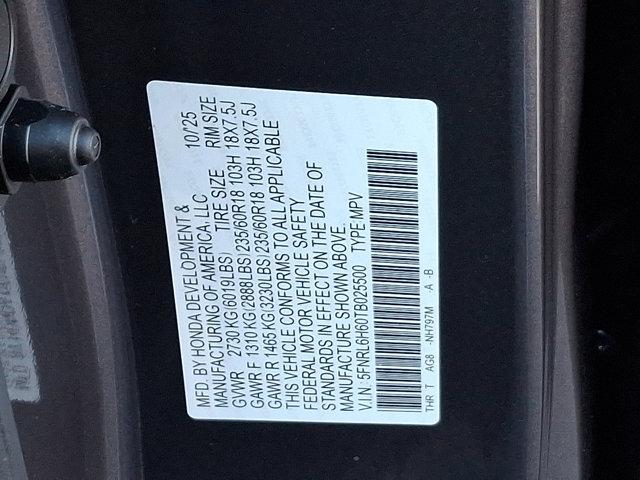 MFD. BY HONDA DEVELOPMENT & 10/'25
MANUFACTURING OF AMERICA, LLC
TIRE SIZE RIM SIZE
GVWR 2730 KG (6019LBS)
GAWR F 1310 KG (2888LBS) 235/60R18 103H 18X7.5J
GAWR R 1465 KG (3230LBS) 235/60R18 103H 18X7.5J
THIS VEHICLE CONFORMS TO ALL APPLICABLE
FEDERAL MOTOR VEHICLE SAFETY
STANDARDS IN EFFECT ON THE DATE OF
MANUFACTURE SHOWN ABOVE.
V.I.N. 5FNRL6H60TB025500 TYPE MPV
THR T AG8 -NH797M -A -B